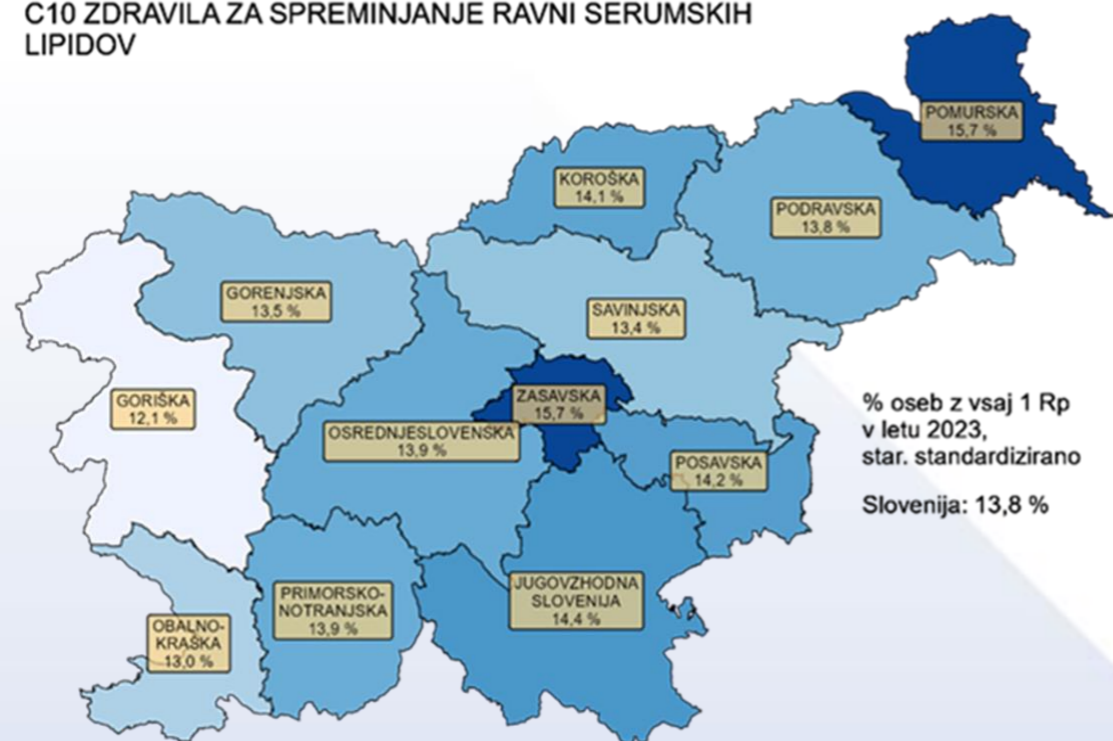 C10 ZDRAVILA ZA SPREMINJANJE RAVNI SERUMSKIH
LIPIDOV
POMURSKA
15,7 %
KOROŠKA
14,1 %
PODRAVSKA
13,8 %
GORENJSKA
13,5 %
SAVINJSKA
13,4 %
GORIŠKA
12,1 %
ZASAVSKA
15,7 %
OSREDNJESLOVENSKA
13,9 %
POSAVSKA
14,2 %
% oseb z vsaj 1 Rp
v letu 2023,
star. standardizirano
Slovenija: 13,8 %
JUGOVZHODNA
SLOVENIJA
14,4 %
PRIMORSKO-
NOTRANJSKA
13,9 %
OBALNO-
KRAŠKA
13,0 %